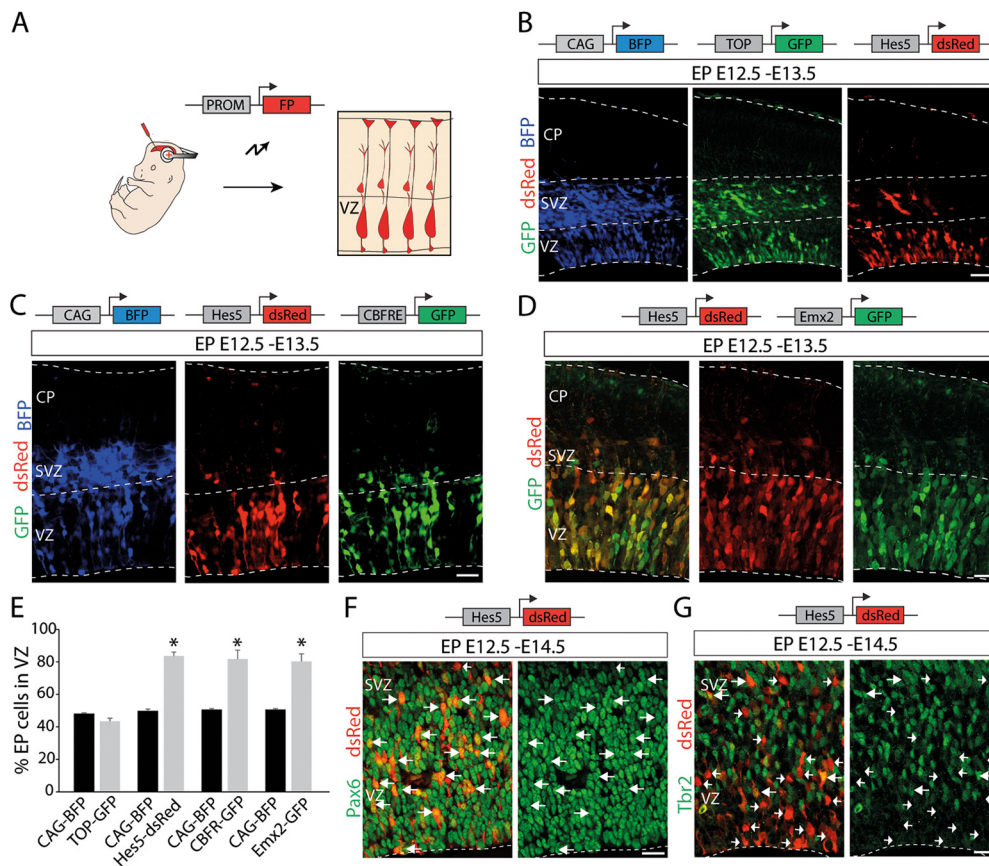 A
PROM
FP
VZ
B
CAG
BFP
TOP
GFP
Hes5
dsRed
EP E12.5 -E13.5
GFP dsRed BFP
CP
SVZ
VZ
C
CAG
BFP
Hes5
dsRed
CBFRE
GFP
EP E12.5 -E13.5
GFP dsRed BFP
CP
SVZ
VZ
D
Hes5
dsRed
Emx2
GFP
EP E12.5 -E13.5
GFP dsRed
CP
SVZ
VZ
E
% EP cells in VZ
100
80
60
40
20
0
*
*
*
CAG-BFP
TOP-GFP
CAG-BFP
Hes5-dsRed
CAG-BFP
CBFR-GFP
CAG-BFP
Emx2-GFP
F
Hes5
dsRed
EP E12.5 -E14.5
Pax6 dsRed
SVZ
VZ
G
Hes5
dsRed
EP E12.5 -E14.5
Tbr2 dsRed
SVZ
VZ